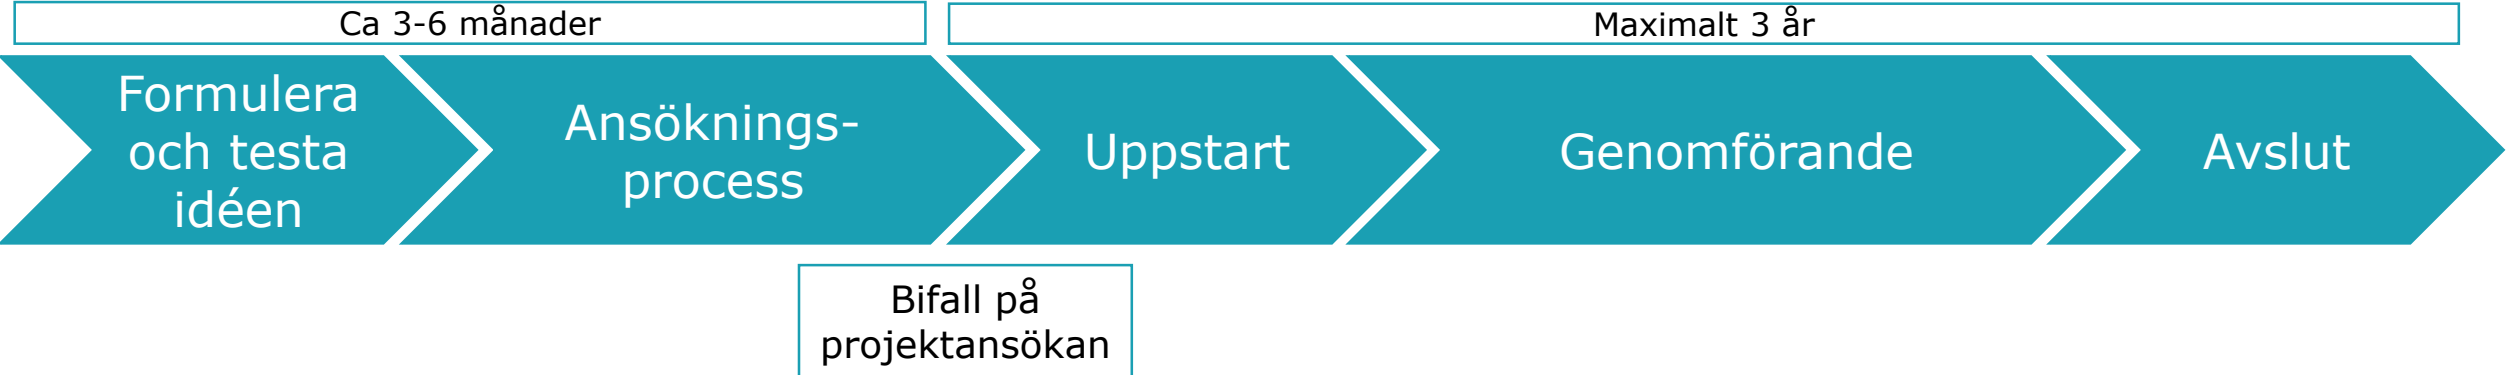 Ca 3-6 månader
Maximalt 3 år
Formulera
och testa
idéen
Ansöknings-
process
Uppstart
Genomförande
Avslut
Bifall på
projektansökan